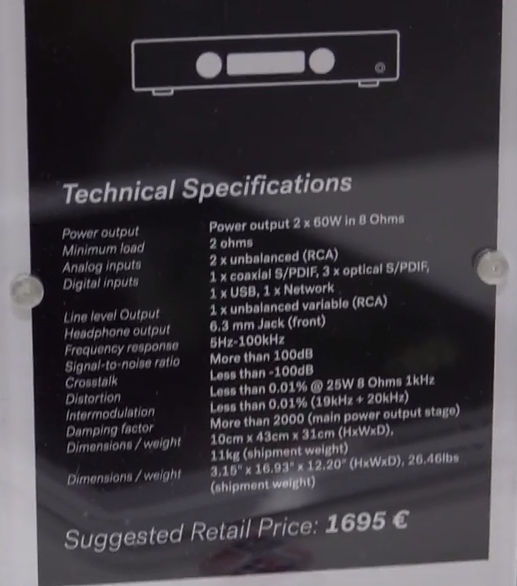 Technical Specifications
Power output Power output 2 x 60W in 8 Ohms
Minimum load 2 ohms
Analog inputs 2 x unbalanced (RCA)
Digital inputs 1 x coaxial S/PDIF, 3 x optical S/PDIF,
1 x USB, 1 x Network
Line level Output 1 x unbalanced variable (RCA)
Headphone output 6.3 mm Jack (front)
Frequency response 5Hz-100kHz
Signal-to-noise ratio More than 100dB
Crosstalk Less than -100dB
Distortion Less than 0.01% @ 25W 8 Ohms 1kHz
Intermodulation Less than 0.01% (19kHz + 20kHz)
Damping factor More than 2000 (main power output stage)
Dimensions / weight 10cm x 43cm x 31cm (HxWxD),
11kg (shipment weight)
Dimensions / weight 3.15" x 16.93" x 12.20" (HxWxD), 26.46lbs
(shipment weight)
Suggested Retail Price: 1695 €